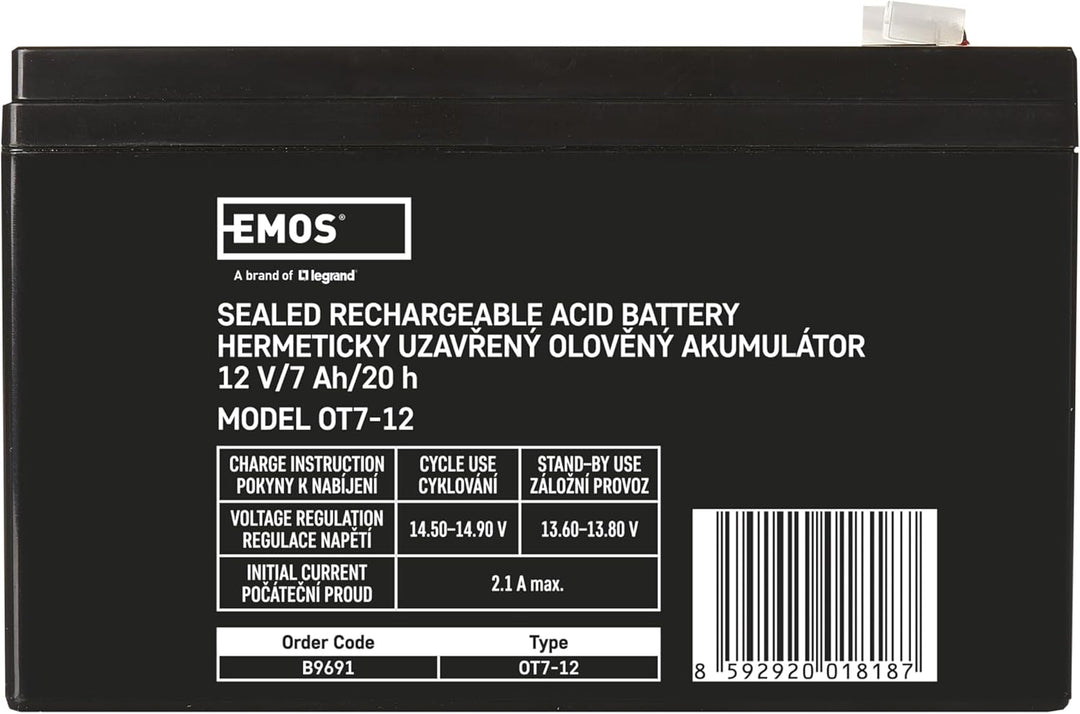 EMOS®
A brand of legrand®
SEALED RECHARGEABLE ACID BATTERY
HERMETICKY UZAVŘENÝ OLOVĚNÝ AKUMULÁTOR
12 V/7 Ah/20 h
MODEL OT7-12
CHARGE INSTRUCTION CYCLE USE STAND-BY USE
POKYNY K NABÍJENÍ CYKLOVÁNÍ ZÁLOŽNÍ PROVOZ
VOLTAGE REGULATION 14.50-14.90 V 13.60-13.80 V
REGULACE NAPĚTÍ
INITIAL CURRENT 2.1 A max.
POČÁTEČNÍ PROUD
Order Code Type
B9691 OT7-12
8 592920 018187